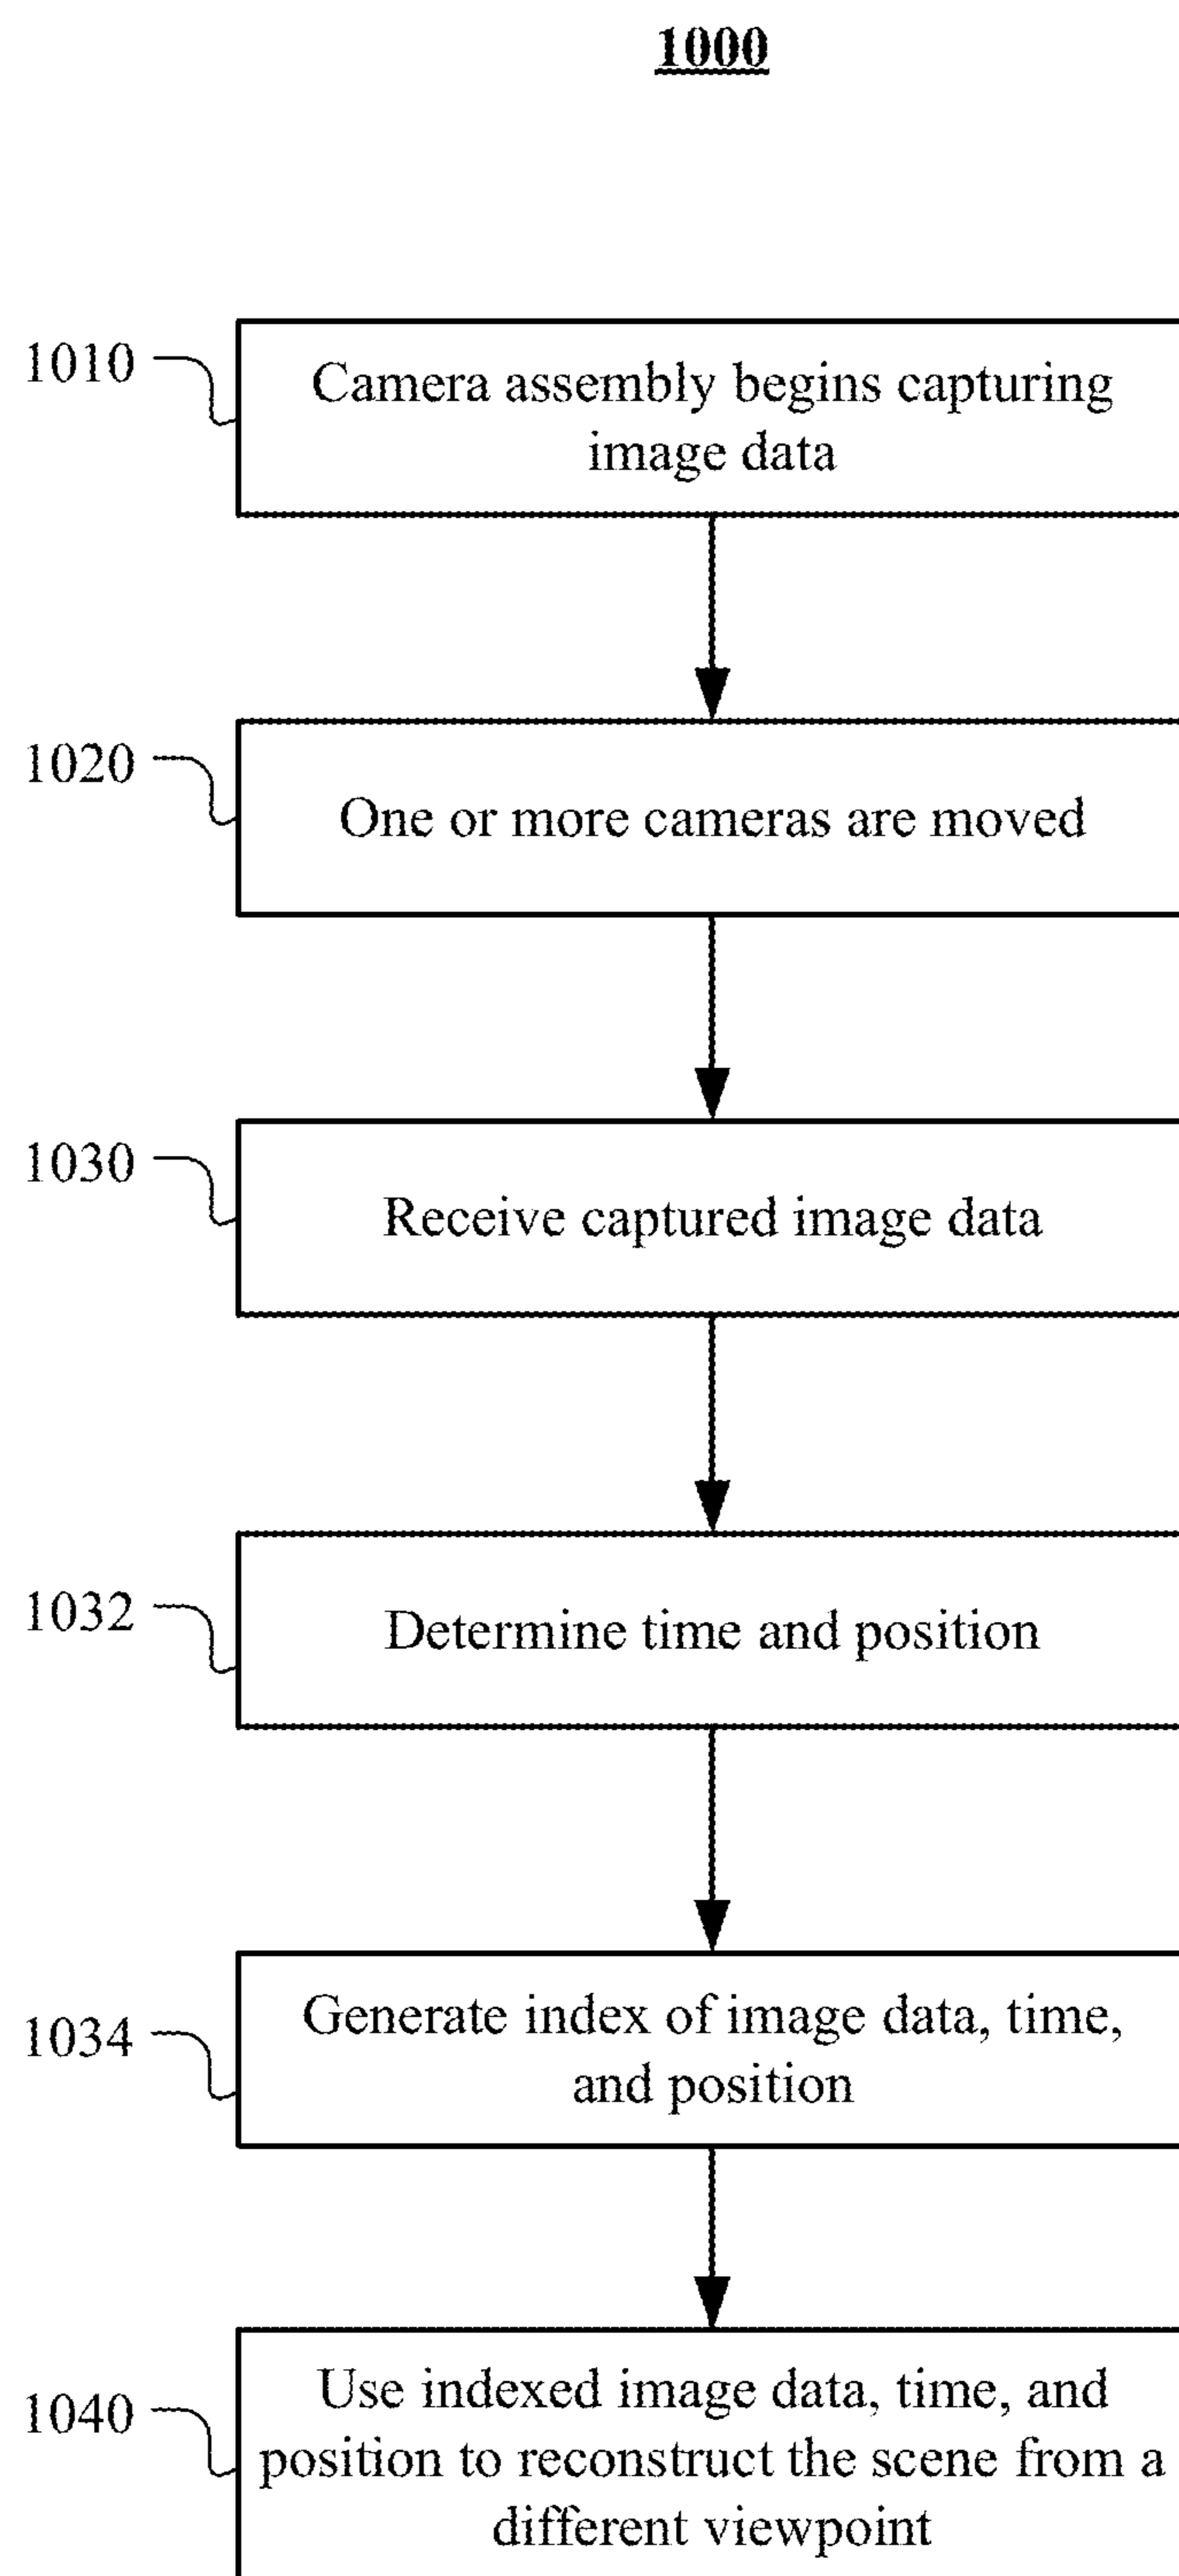 1000
1010
Camera assembly begins capturing
image data
1020
One or more cameras are moved
1030
Receive captured image data
1032
Determine time and position
1034
Generate index of image data, time,
and position
1040
Use indexed image data, time, and
position to reconstruct the scene from a
different viewpoint